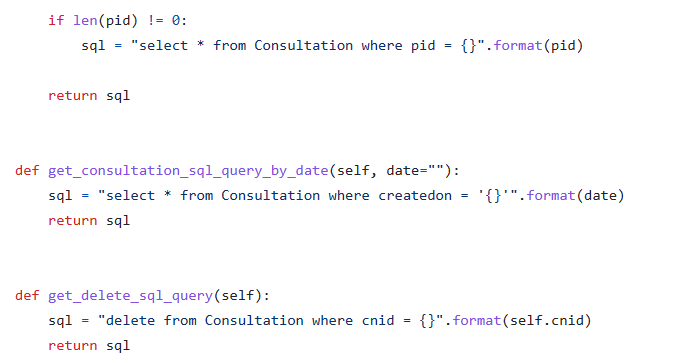 if len(pid) != 0:
sql = "select * from Consultation where pid = {}".format(pid)
return sql
def get_consultation_sql_query_by_date(self, date=""):
sql = "select * from Consultation where createdon = '{}'".format(date)
return sql
def get_delete_sql_query(self):
sql = "delete from Consultation where cnid = {}".format(self.cnid)
return sql